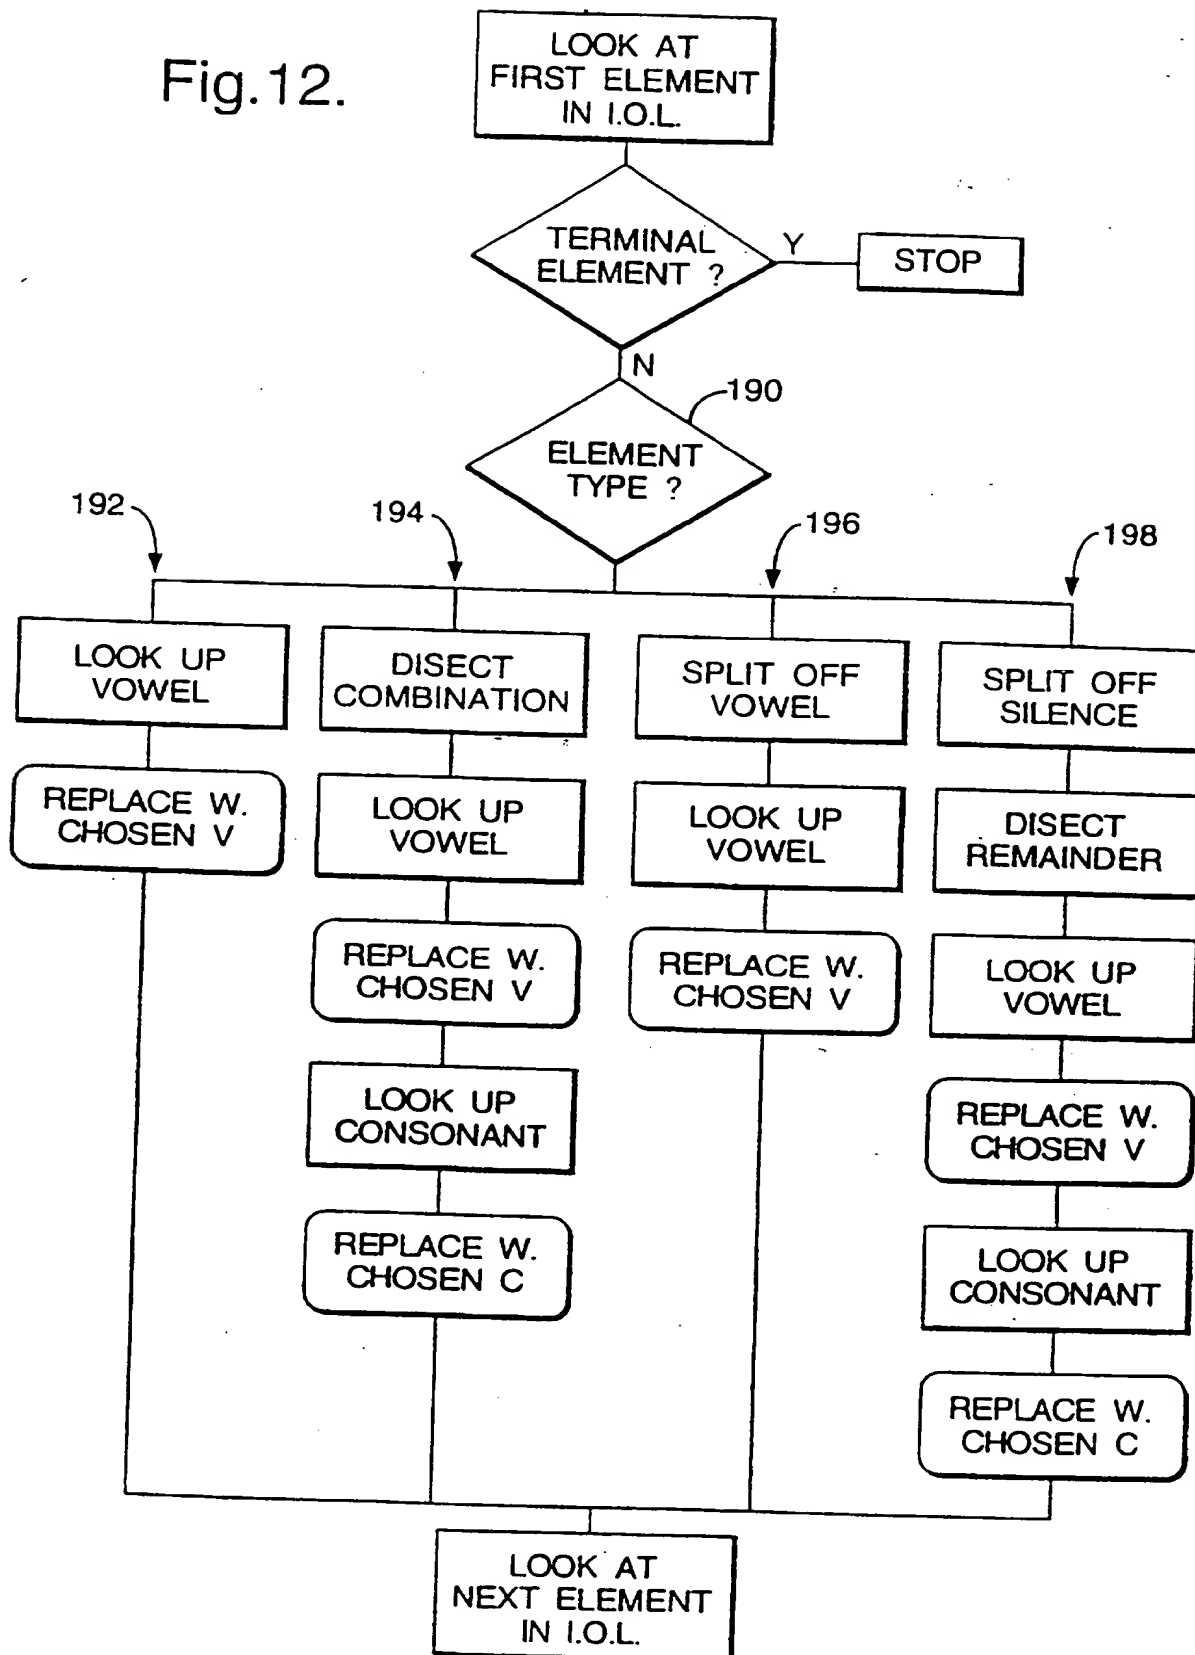 Fig.12.
LOOK AT
FIRST ELEMENT
IN I.O.L.
TERMINAL
ELEMENT ?
Y
STOP
N
190
ELEMENT
TYPE ?
192
194
196
198
LOOK UP
VOWEL
REPLACE W.
CHOSEN V
DISECT
COMBINATION
LOOK UP
VOWEL
REPLACE W.
CHOSEN V
LOOK UP
CONSONANT
REPLACE W.
CHOSEN C
SPLIT OFF
VOWEL
LOOK UP
VOWEL
REPLACE W.
CHOSEN V
SPLIT OFF
SILENCE
DISECT
REMAINDER
LOOK UP
VOWEL
REPLACE W.
CHOSEN V
LOOK UP
CONSONANT
REPLACE W.
CHOSEN C
LOOK AT
NEXT ELEMENT
IN I.O.L.